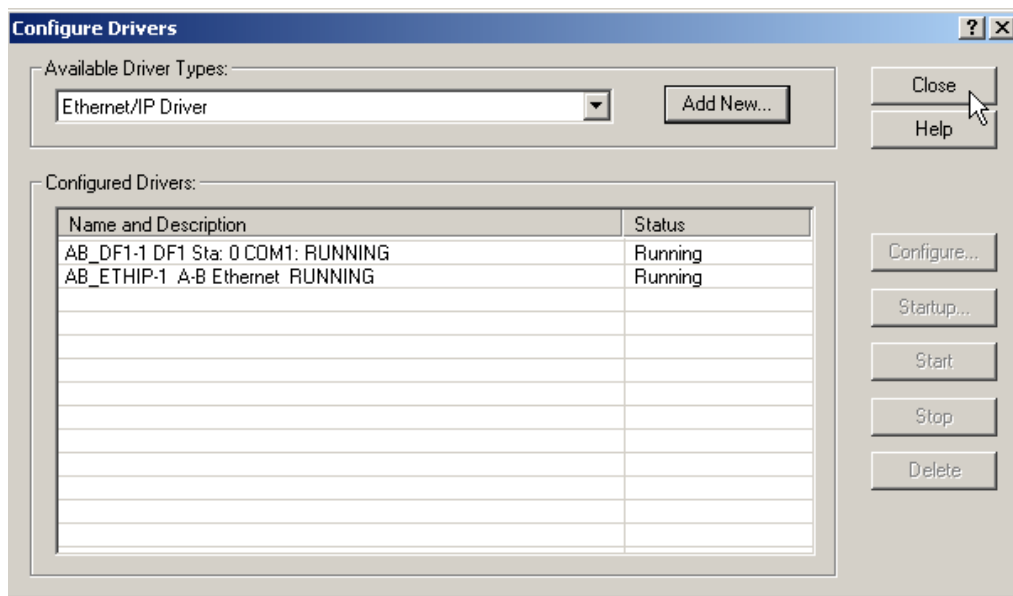 Configure Drivers
Available Driver Types:
Ethernet/IP Driver
Add New...
Close
Help
Configured Drivers:
Name and Description Status
AB_DF1-1 DF1 Sta: 0 COM1: RUNNING Running
AB_ETHIP-1 A-B Ethernet RUNNING Running
Configure...
Startup...
Start
Stop
Delete